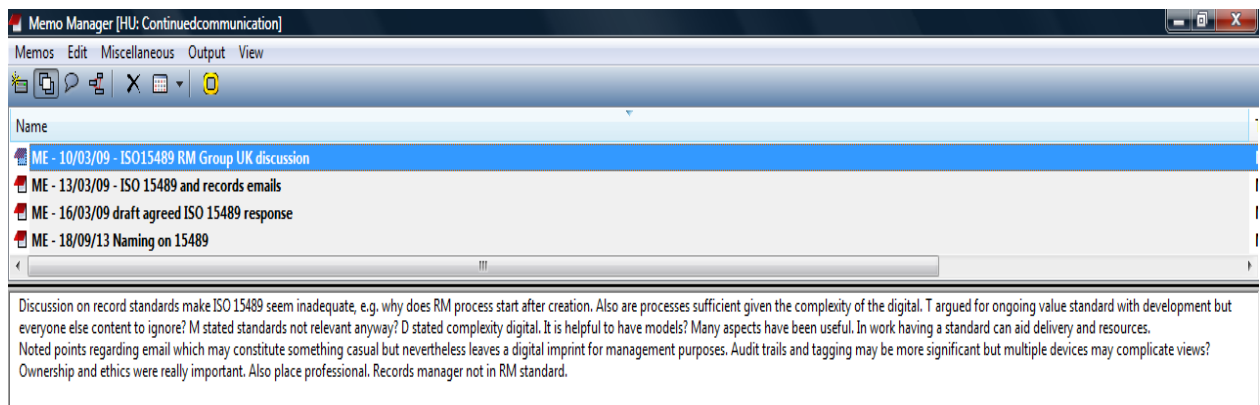 Memo Manager [HU: Continuedcommunication]
Memos Edit Miscellaneous Output View
Name
ME - 10/03/09 - ISO15489 RM Group UK discussion
ME - 13/03/09 - ISO 15489 and records emails
ME - 16/03/09 draft agreed ISO 15489 response
ME - 18/09/13 Naming on 15489
Discussion on record standards make ISO 15489 seem inadequate, e.g. why does RM process start after creation. Also are processes sufficient given the complexity of the digital. T argued for ongoing value standard with development but
everyone else content to ignore? M stated standards not relevant anyway? D stated complexity digital. It is helpful to have models? Many aspects have been useful. In work having a standard can aid delivery and resources.
Noted points regarding email which may constitute something casual but nevertheless leaves a digital imprint for management purposes. Audit trails and tagging may be more significant but multiple devices may complicate views?
Ownership and ethics were really important. Also place professional. Records manager not in RM standard.